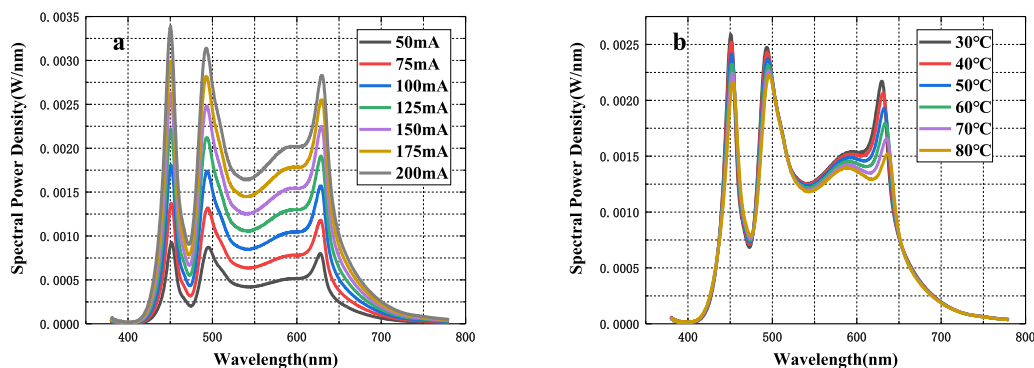 a
Spectral Power Density(W/nm)
0.0035
0.0030
0.0025
0.0020
0.0015
0.0010
0.0005
0.0000
50mA
75mA
100mA
125mA
150mA
175mA
200mA
400
500
600
700
800
Wavelength(nm)
b
Spectral Power Density(W/nm)
0.0025
0.0020
0.0015
0.0010
0.0005
0.0000
30°C
40°C
50°C
60°C
70°C
80°C
400
500
600
700
800
Wavelength(nm)